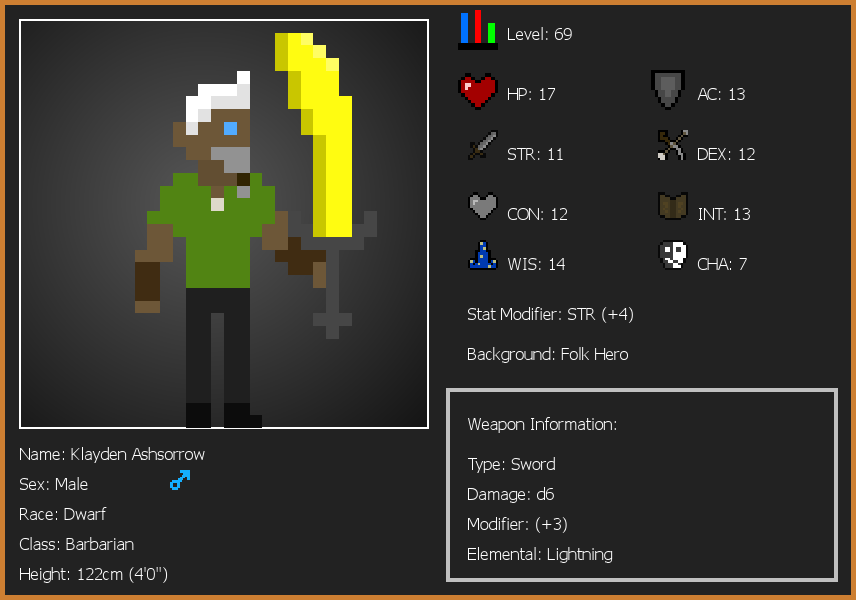 Level: 69
HP: 17
AC: 13
STR: 11
DEX: 12
CON: 12
INT: 13
WIS: 14
CHA: 7
Stat Modifier: STR (+4)
Background: Folk Hero
Name: Klayden Ashsorrow
Sex: Male
Race: Dwarf
Class: Barbarian
Height: 122cm (4'0")
Weapon Information:
Type: Sword
Damage: d6
Modifier: (+3)
Elemental: Lightning